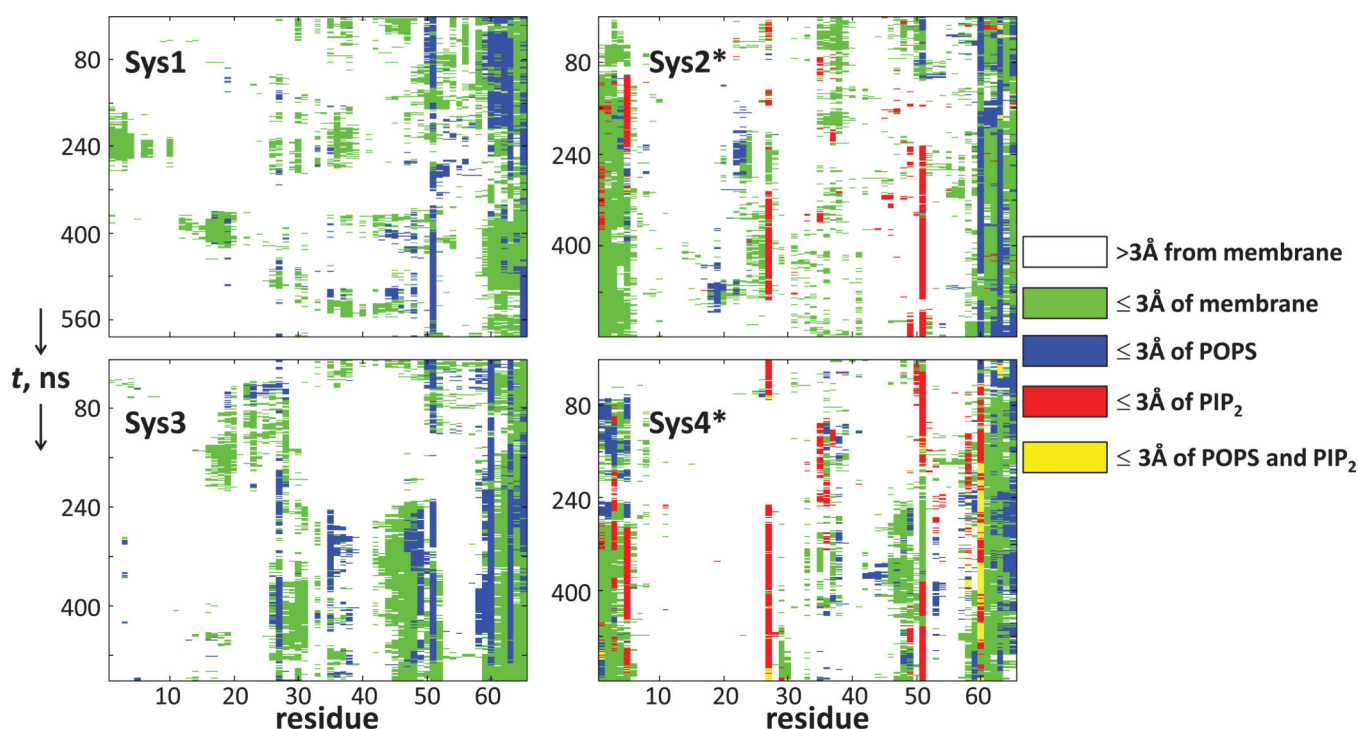 Sys1
80
240
400
560
Sys2*
80
240
400
>3Å from membrane
≤ 3Å of membrane
≤ 3Å of POPS
≤ 3Å of PIP2
≤ 3Å of POPS and PIP2
t, ns
Sys3
80
240
400
10 20 30 40 50 60
residue
Sys4*
80
240
400
10 20 30 40 50 60
residue